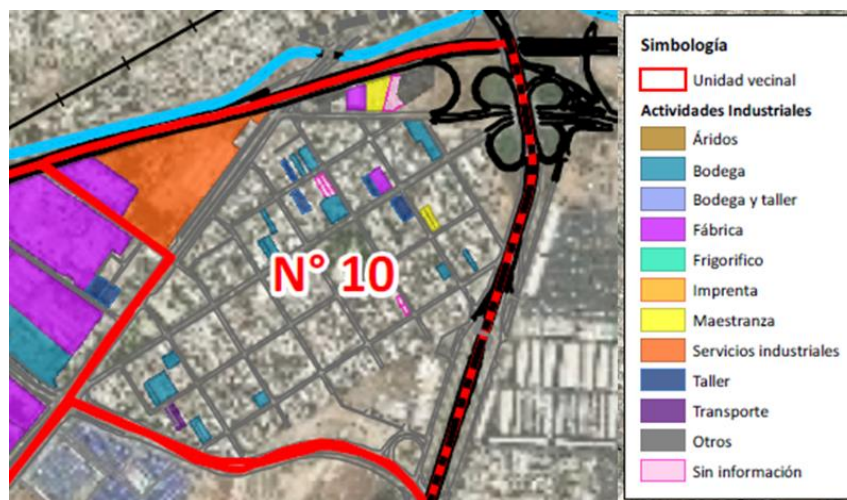 N° 10
Simbología
Unidad vecinal
Actividades Industriales
Áridos
Bodega
Bodega y taller
Fábrica
Frigorifico
Imprenta
Maestranza
Servicios industriales
Taller
Transporte
Otros
Sin información